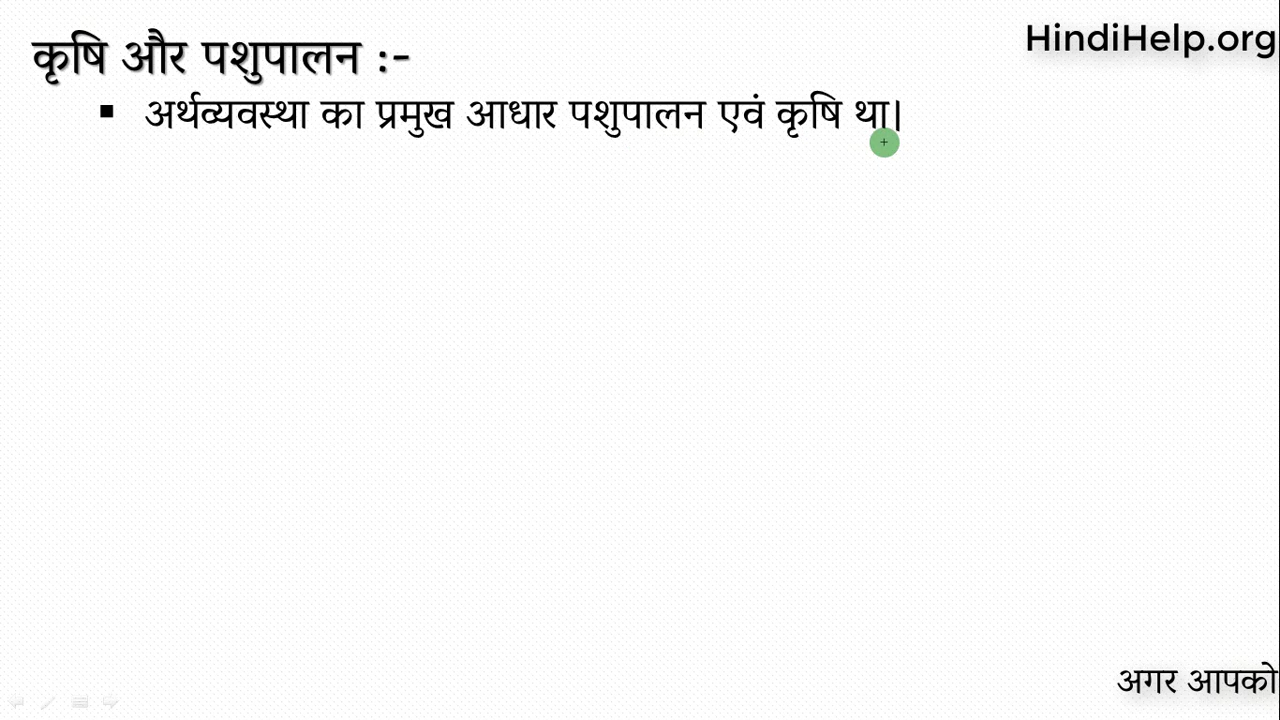 HindiHelp.org
कृषि और पशुपालन :-
▪ अर्थव्यवस्था का प्रमुख आधार पशुपालन एवं कृषि था।
अगर आपको